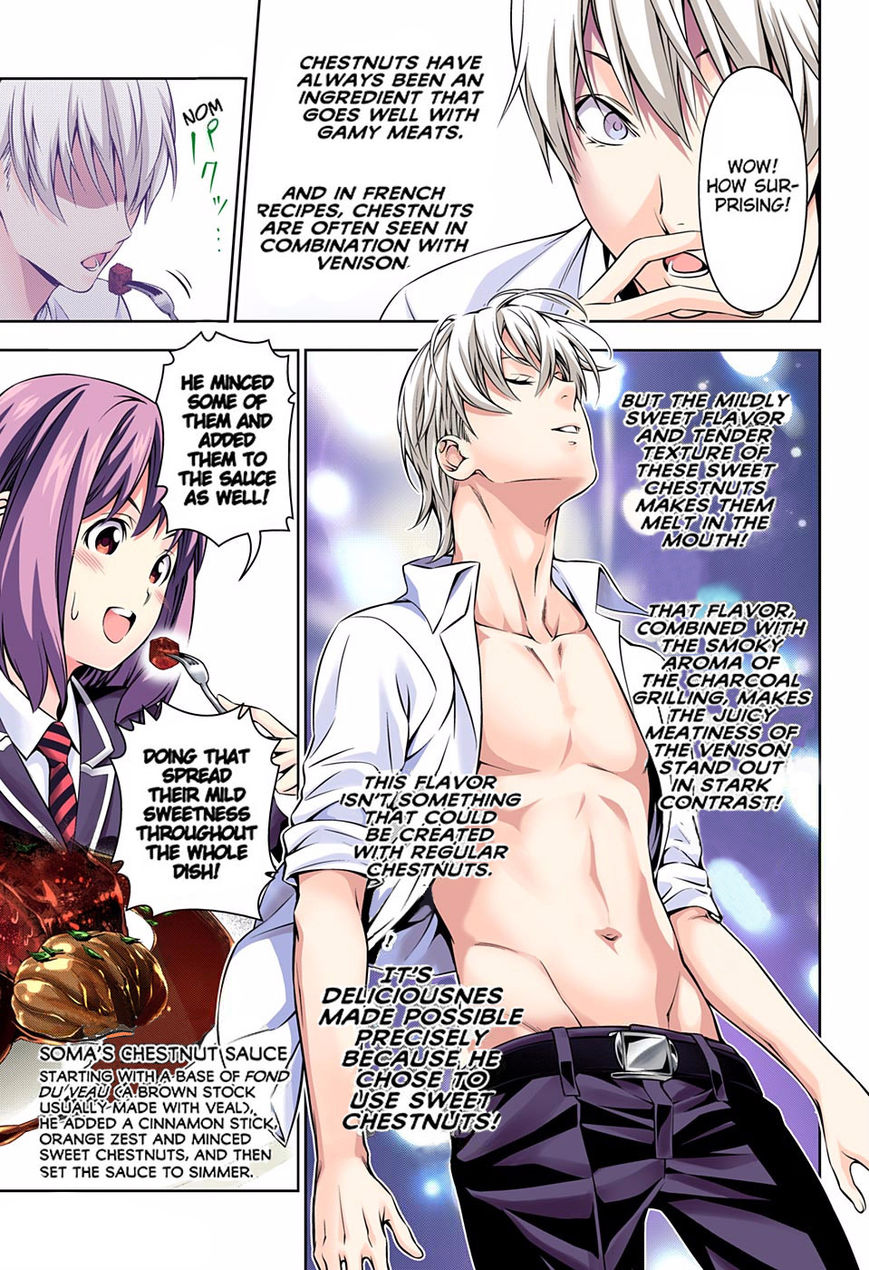 WOW!
HOW SUR-
PRISING!
CHESTNUTS HAVE
ALWAYS BEEN AN
INGREDIENT THAT
GOES WELL WITH
GAMY MEATS.
AND IN FRENCH
RECIPES, CHESTNUTS
ARE OFTEN SEEN IN
COMBINATION WITH
VENISON.
NOM
パクッ
BUT THE MILDLY
SWEET FLAVOR
AND TENDER
TEXTURE OF
THESE SWEET
CHESTNUTS
MAKES THEM
MELT IN THE
MOUTH!
THAT FLAVOR,
COMBINED WITH
THE SMOKY
AROMA OF
THE CHARCOAL
GRILLING, MAKES
THE JUICY
MEATINESS OF
THE VENISON
STAND OUT
IN STARK
CONTRAST!
THIS FLAVOR
ISN'T SOMETHING
THAT COULD
BE CREATED
WITH REGULAR
CHESTNUTS.
!
IT'S
DELICIOUSNES
MADE POSSIBLE
PRECISELY
BECAUSE HE
CHOSE TO
USE SWEET
CHESTNUTS!
HE MINCED
SOME OF
THEM AND
ADDED
THEM TO
THE SAUCE
AS WELL!
DOING THAT
SPREAD
THEIR MILD
SWEETNESS
THROUGHOUT
THE WHOLE
DISH!
SOMA'S CHESTNUT SAUCE
STARTING WITH A BASE OF FOND
DU'VEAU (A BROWN STOCK
USUALLY MADE WITH VEAL),
HE ADDED A CINNAMON STICK,
ORANGE ZEST AND MINCED
SWEET CHESTNUTS, AND THEN
SET THE SAUCE TO SIMMER.